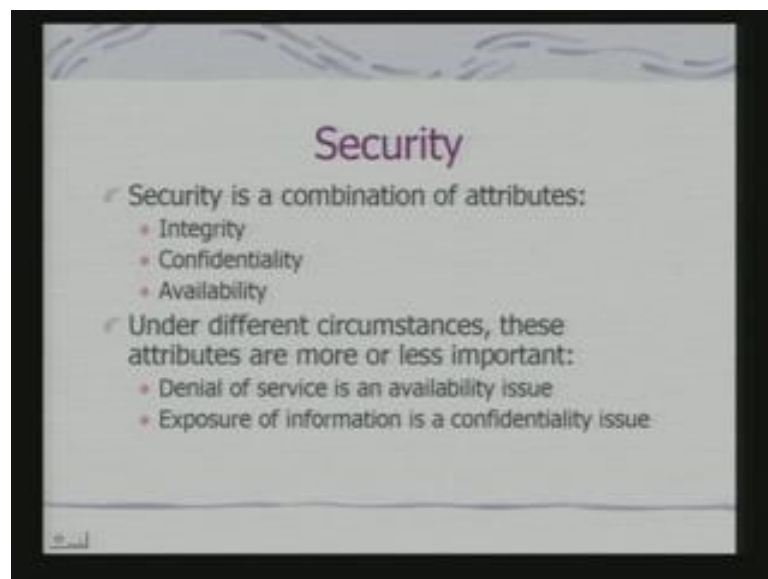 Security
Security is a combination of attributes:
Integrity
Confidentiality
Availability
Under different circumstances, these
attributes are more or less important:
Denial of service is an availability issue
Exposure of information is a confidentiality issue